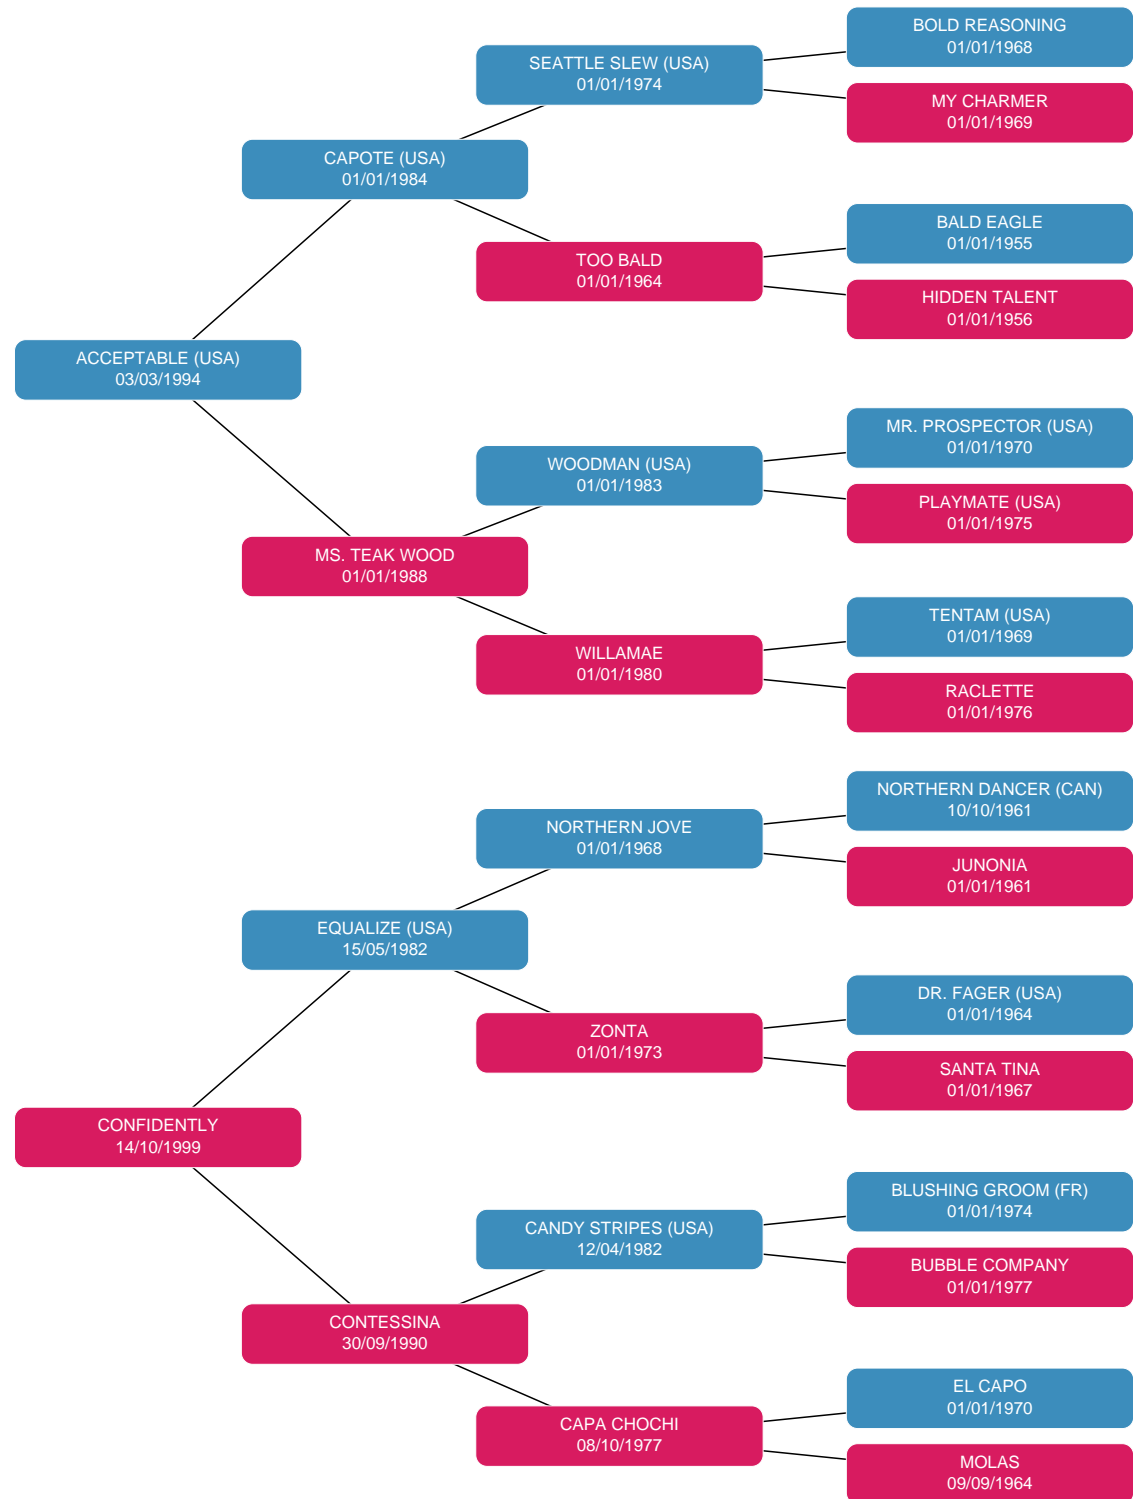 BOLD REASONING
01/01/1968
SEATTLE SLEW (USA)
01/01/1974
MY CHARMER
01/01/1969
CAPOTE (USA)
01/01/1984
BALD EAGLE
01/01/1955
TOO BALD
01/01/1964
HIDDEN TALENT
01/01/1956
ACCEPTABLE (USA)
03/03/1994
MR. PROSPECTOR (USA)
01/01/1970
WOODMAN (USA)
01/01/1983
PLAYMATE (USA)
01/01/1975
MS. TEAK WOOD
01/01/1988
TENTAM (USA)
01/01/1969
WILLAMAE
01/01/1980
RACLETTE
01/01/1976
NORTHERN DANCER (CAN)
10/10/1961
NORTHERN JOVE
01/01/1968
JUNONIA
01/01/1961
EQUALIZE (USA)
15/05/1982
DR. FAGER (USA)
01/01/1964
ZONTA
01/01/1973
SANTA TINA
01/01/1967
CONFIDENTLY
14/10/1999
BLUSHING GROOM (FR)
01/01/1974
CANDY STRIPES (USA)
12/04/1982
BUBBLE COMPANY
01/01/1977
CONTESSINA
30/09/1990
EL CAPO
01/01/1970
CAPA CHOCHI
08/10/1977
MOLAS
09/09/1964